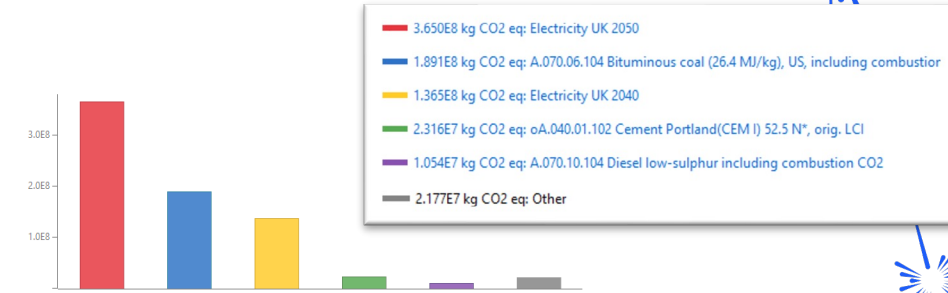 3.650E8 kg CO2 eq: Electricity UK 2050
1.891E8 kg CO2 eq: A.070.06.104 Bituminous coal (26.4 MJ/kg), US, including combustior
1.365E8 kg CO2 eq: Electricity UK 2040
2.316E7 kg CO2 eq: oA.040.01.102 Cement Portland(CEM I) 52.5 N*, orig. LCI
1.054E7 kg CO2 eq: A.070.10.104 Diesel low-sulphur including combustion CO2
2.177E7 kg CO2 eq: Other
3.0E8
2.0E8
1.0E8